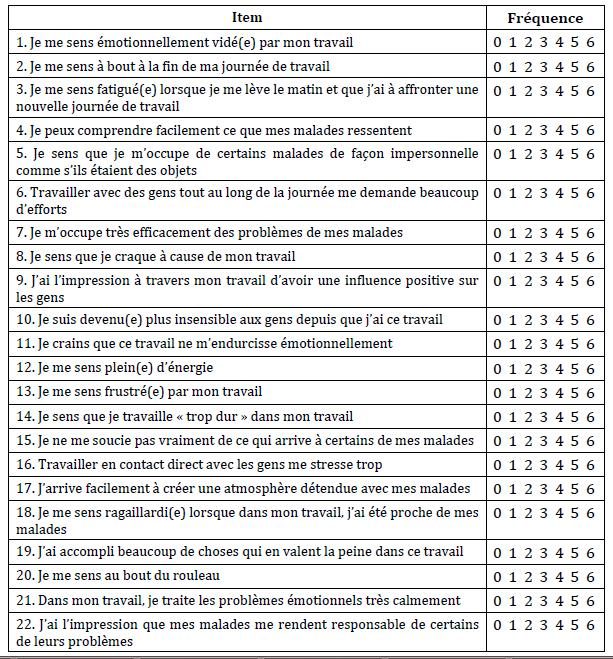 Item Fréquence
1. Je me sens émotionnellement vidé(e) par mon travail 0 1 2 3 4 5 6
2. Je me sens à bout à la fin de ma journée de travail 0 1 2 3 4 5 6
3. Je me sens fatigué(e) lorsque je me lève le matin et que j’ai à affronter une 0 1 2 3 4 5 6
nouvelle journée de travail
4. Je peux comprendre facilement ce que mes malades ressentent 0 1 2 3 4 5 6
5. Je sens que je m’occupe de certains malades de façon impersonnelle 0 1 2 3 4 5 6
comme s’ils étaient des objets
6. Travailler avec des gens tout au long de la journée me demande beaucoup 0 1 2 3 4 5 6
d’efforts
7. Je m’occupe très efficacement des problèmes de mes malades 0 1 2 3 4 5 6
8. Je sens que je craque à cause de mon travail 0 1 2 3 4 5 6
9. J’ai l’impression à travers mon travail d’avoir une influence positive sur 0 1 2 3 4 5 6
les gens
10. Je suis devenu(e) plus insensible aux gens depuis que j’ai ce travail 0 1 2 3 4 5 6
11. Je crains que ce travail ne m’endurcisse émotionnellement 0 1 2 3 4 5 6
12. Je me sens plein(e) d’énergie 0 1 2 3 4 5 6
13. Je me sens frustré(e) par mon travail 0 1 2 3 4 5 6
14. Je sens que je travaille « trop dur » dans mon travail 0 1 2 3 4 5 6
15. Je ne me soucie pas vraiment de ce qui arrive à certains de mes malades 0 1 2 3 4 5 6
16. Travailler en contact direct avec les gens me stresse trop 0 1 2 3 4 5 6
17. J’arrive facilement à créer une atmosphère détendue avec mes malades 0 1 2 3 4 5 6
18. Je me sens ragaillardi(e) lorsque dans mon travail, j’ai été proche de mes 0 1 2 3 4 5 6
malades
19. J’ai accompli beaucoup de choses qui en valent la peine dans ce travail 0 1 2 3 4 5 6
20. Je me sens au bout du rouleau 0 1 2 3 4 5 6
21. Dans mon travail, je traite les problèmes émotionnels très calmement 0 1 2 3 4 5 6
22. J’ai l’impression que mes malades me rendent responsable de certains 0 1 2 3 4 5 6
de leurs problèmes